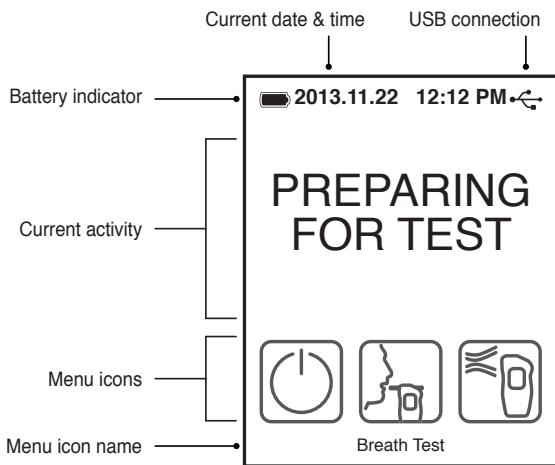 Current date & time USB connection
Battery indicator
2013.11.22 12:12 PM
Current activity
PREPARING
FOR TEST
Menu icons
Menu icon name
Breath Test